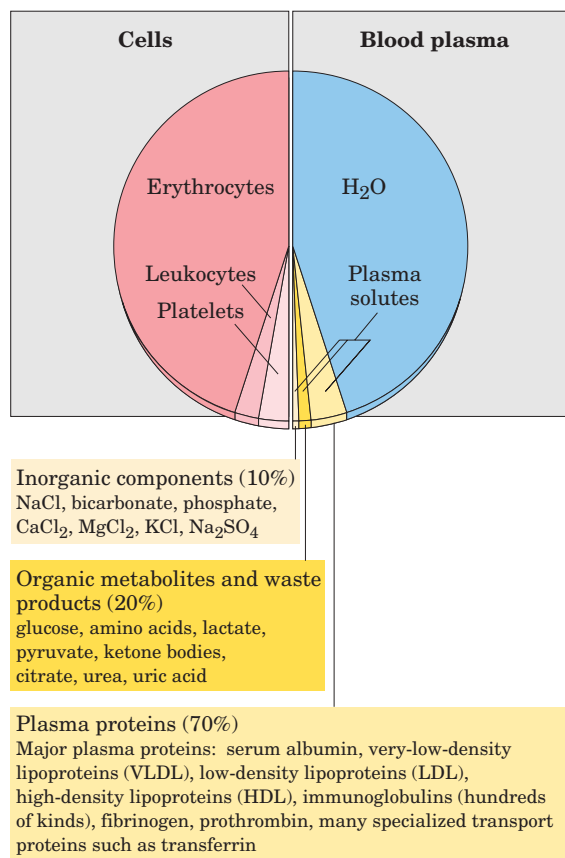 Cells
Blood plasma
Erythrocytes
H₂O
Leukocytes
Platelets
Plasma
solutes
Inorganic components (10%)
NaCl, bicarbonate, phosphate,
CaCl₂, MgCl₂, KCl, Na₂SO₄
Organic metabolites and waste
products (20%)
glucose, amino acids, lactate,
pyruvate, ketone bodies,
citrate, urea, uric acid
Plasma proteins (70%)
Major plasma proteins: serum albumin, very-low-density
lipoproteins (VLDL), low-density lipoproteins (LDL),
high-density lipoproteins (HDL), immunoglobulins (hundreds
of kinds), fibrinogen, prothrombin, many specialized transport
proteins such as transferrin